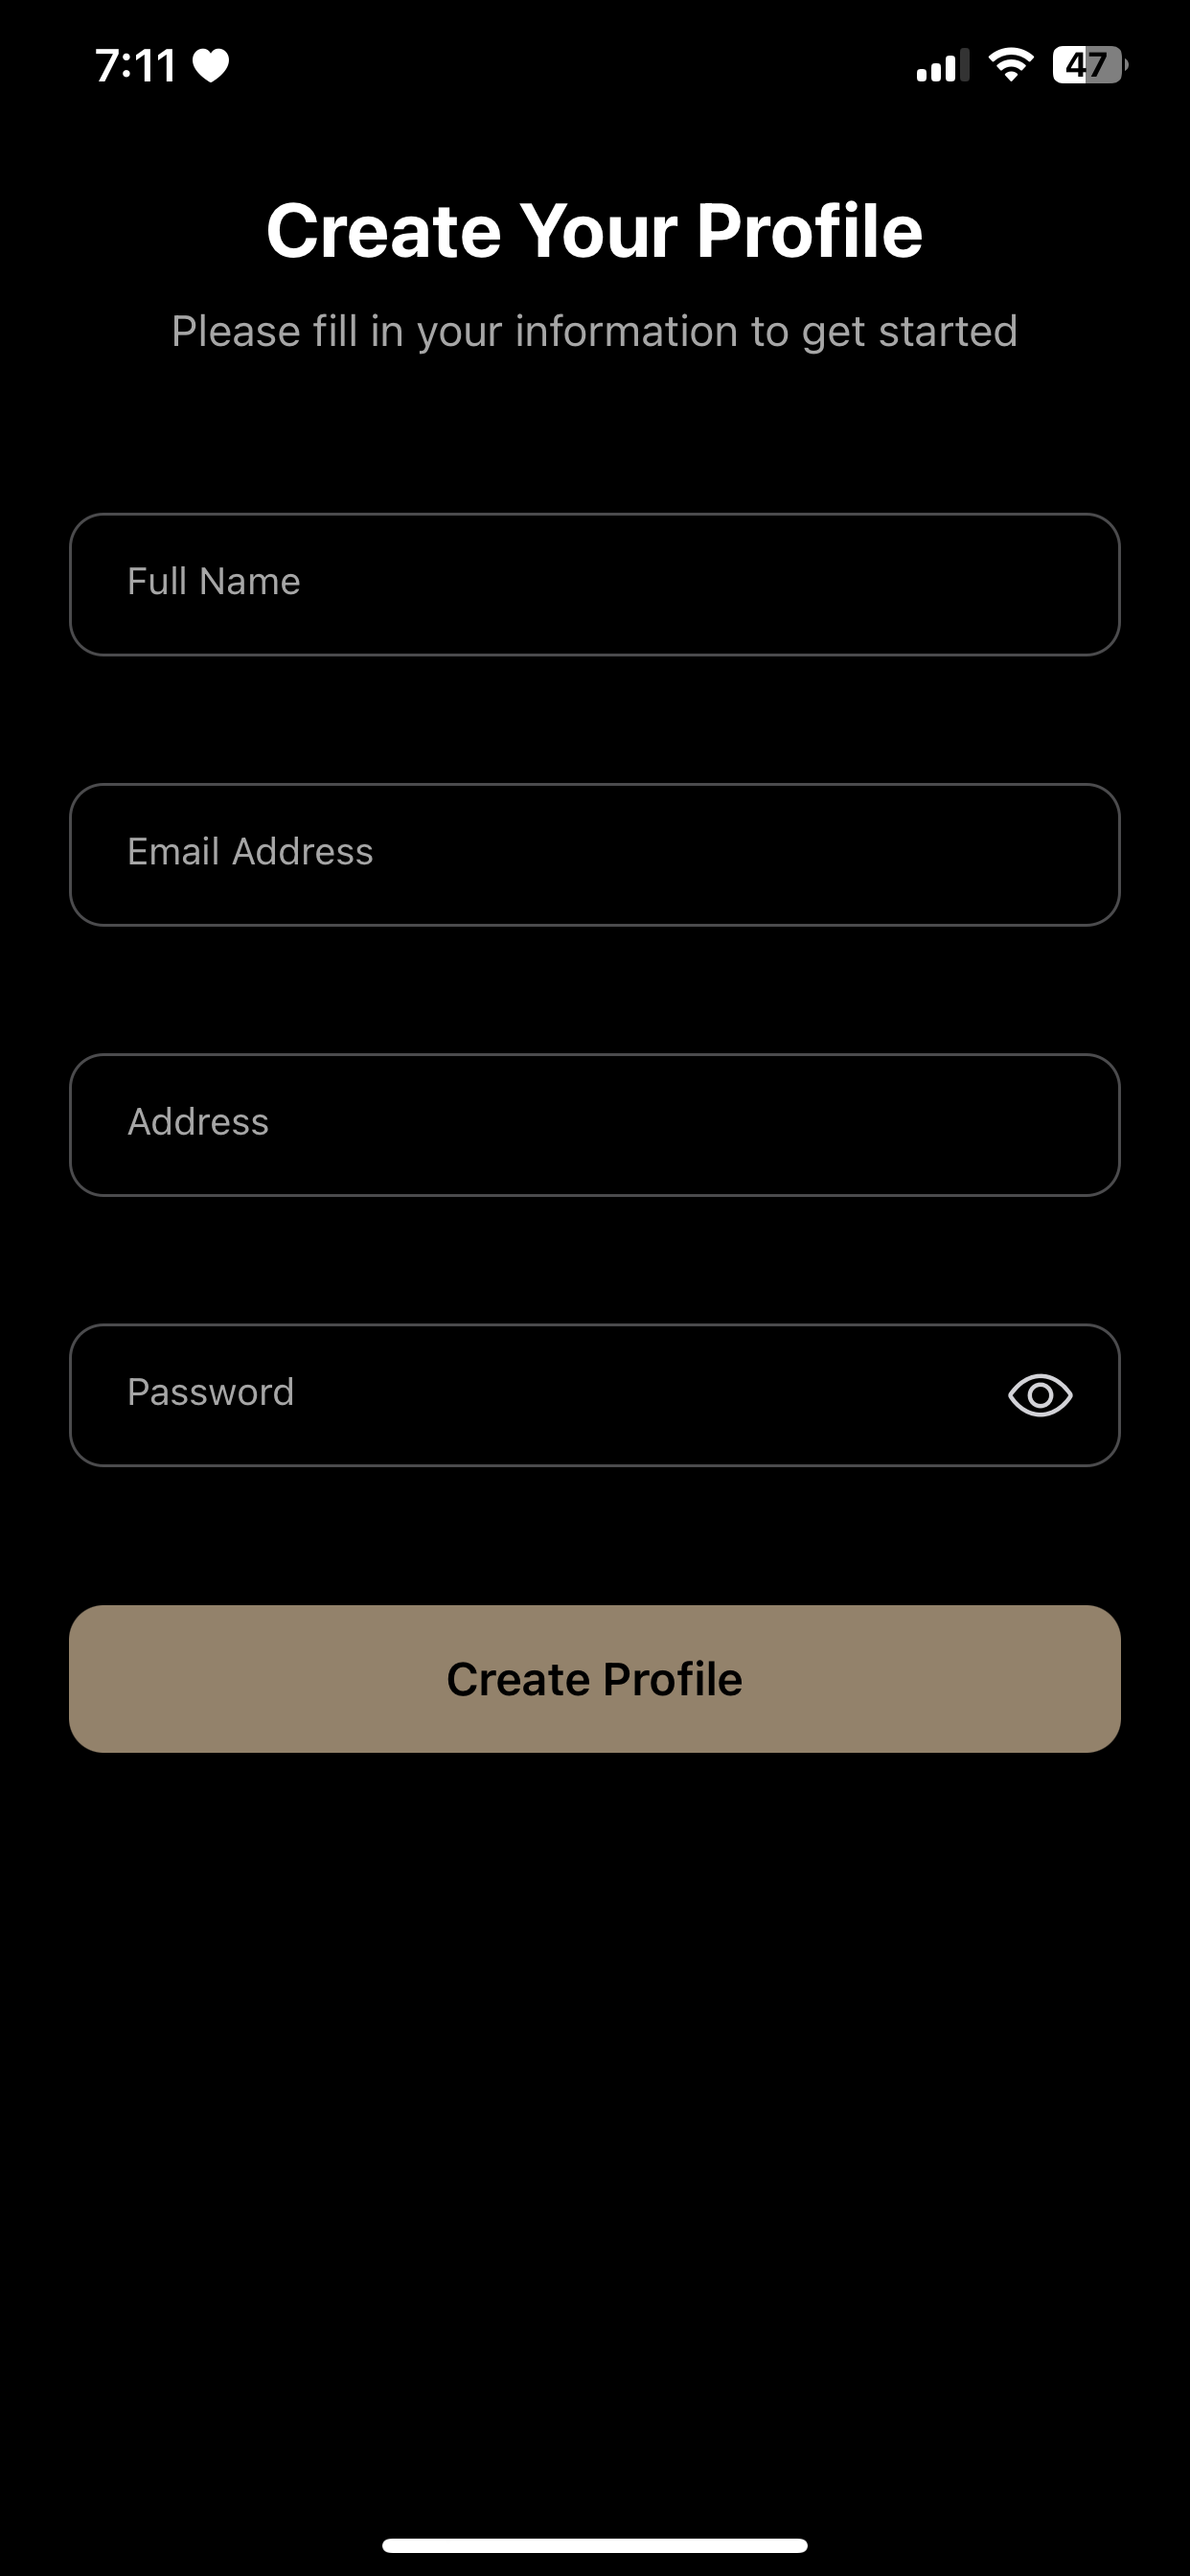 7:11
47
Create Your Profile
Please fill in your information to get started
Full Name
Email Address
Address
Password
Create Profile